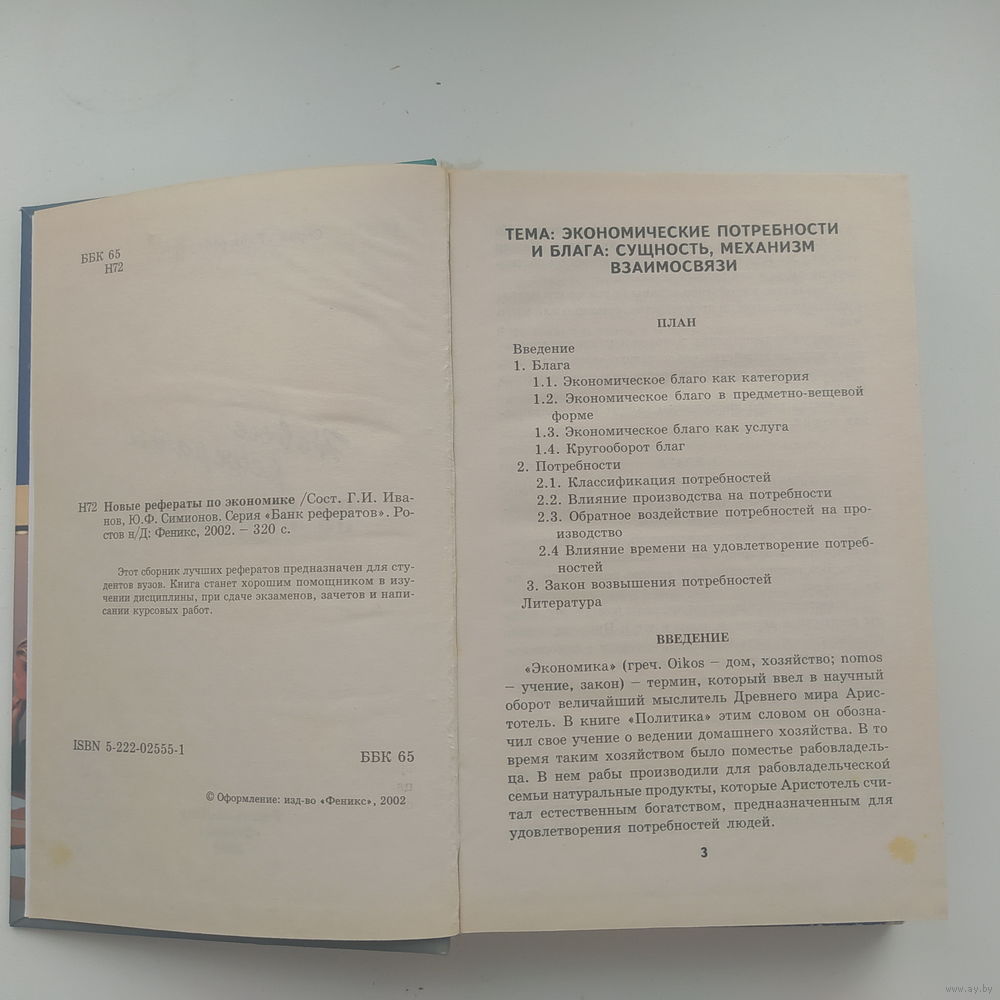 ББК 65
Н72
Н72 Новые рефераты по экономике /Сост. Г.И. Ива-
нов, Ю.Ф. Симионов. Серия «Банк рефератов». Ро-
стов н/Д: Феникс, 2002. – 320 с.
Этот сборник лучших рефератов предназначен для сту-
дентов вузов. Книга станет хорошим помощником в изу-
чении дисциплины, при сдаче экзаменов, зачетов и напи-
сании курсовых работ.
ISBN 5-222-02555-1
ББК 65
© Оформление: изд-во «Феникс», 2002
ТЕМА: ЭКОНОМИЧЕСКИЕ ПОТРЕБНОСТИ
И БЛАГА: СУЩНОСТЬ, МЕХАНИЗМ
ВЗАИМОСВЯЗИ
ПЛАН
Введение
1. Блага
1.1. Экономическое благо как категория
1.2. Экономическое благо в предметно-вещевой
форме
1.3. Экономическое благо как услуга
1.4. Кругооборот благ
2. Потребности
2.1. Классификация потребностей
2.2. Влияние производства на потребности
2.3. Обратное воздействие потребностей на про-
изводство
2.4 Влияние времени на удовлетворение потреб-
ностей
3. Закон возвышения потребностей
Литература
ВВЕДЕНИЕ
«Экономика» (греч. Oikos – дом, хозяйство; nomos
– учение, закон) – термин, который ввел в научный
оборот величайший мыслитель Древнего мира Арис-
тотель. В книге «Политика» этим словом он обозна-
чил свое учение о ведении домашнего хозяйства. В то
время таким хозяйством было поместье рабовладель-
ца. В нем рабы производили для рабовладельческой
семьи натуральные продукты, которые Аристотель счи-
тал естественным богатством, предназначенным для
удовлетворения потребностей людей.
3
www.ay.by